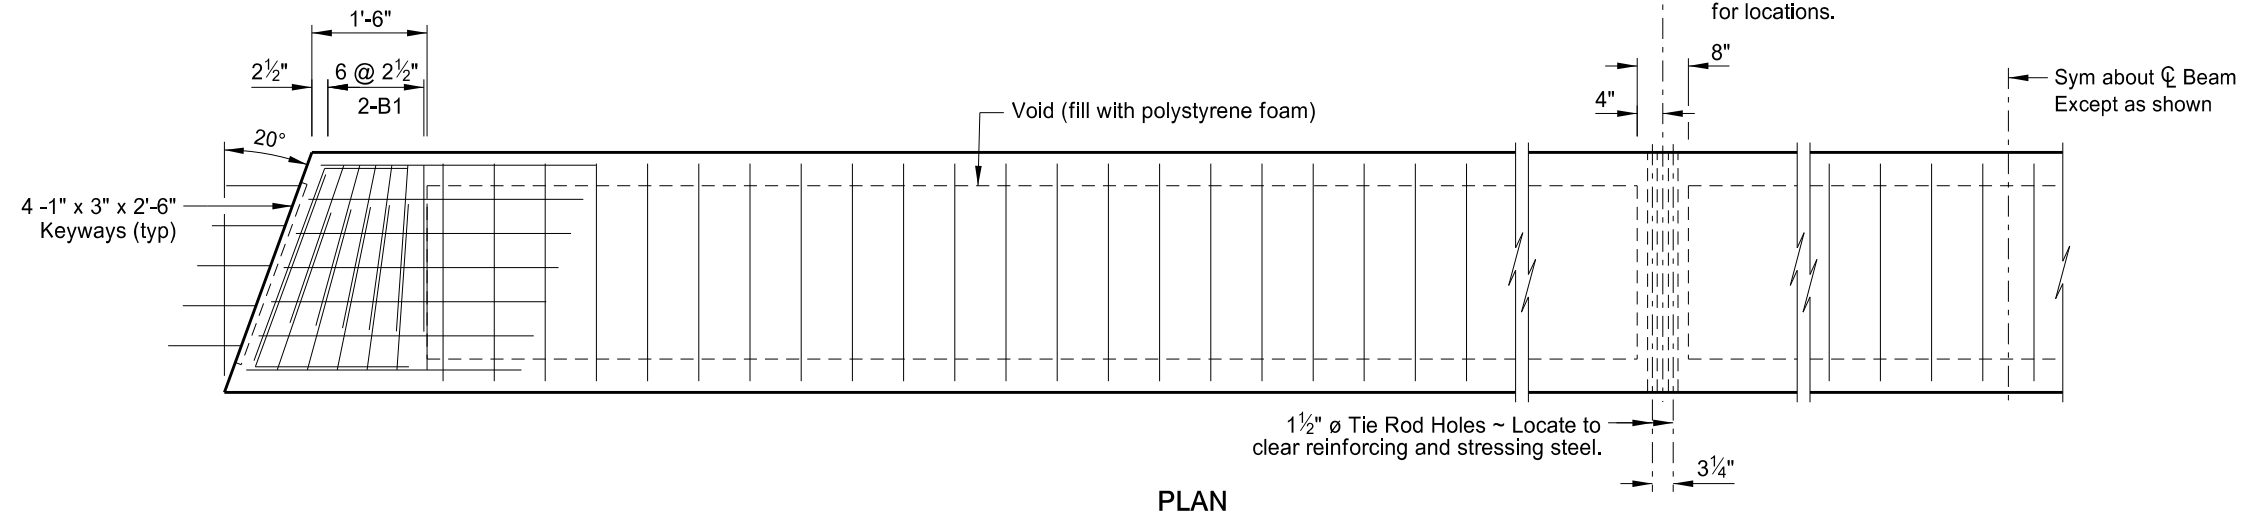 for locations.
1'-6"
8"
2½"
6 @ 2½"
2-B1
4"
Sym about ℄ Beam
Except as shown
Void (fill with polystyrene foam)
20°
4 -1" x 3" x 2'-6"
Keyways (typ)
1½" ø Tie Rod Holes ~ Locate to
clear reinforcing and stressing steel.
3¼"
PLAN